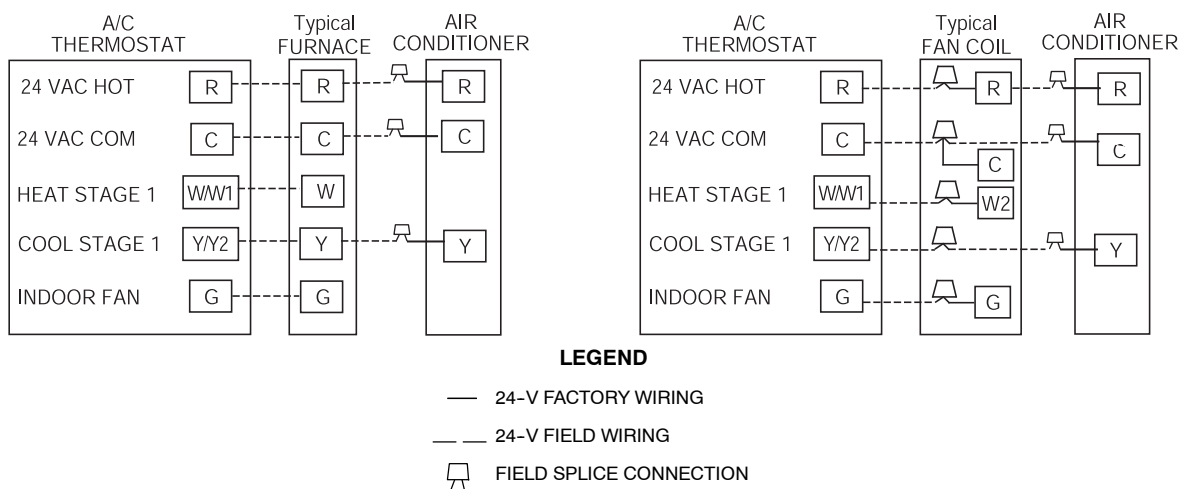 A/C
THERMOSTAT
Typical
FURNACE
AIR
CONDITIONER
24 VAC HOT R R R
24 VAC COM C C C
HEAT STAGE 1 W/W1 W
COOL STAGE 1 Y/Y2 Y Y
INDOOR FAN G G
A/C
THERMOSTAT
Typical
FAN COIL
AIR
CONDITIONER
24 VAC HOT R R R
24 VAC COM C C C
HEAT STAGE 1 W/W1 W2
COOL STAGE 1 Y/Y2 Y
INDOOR FAN G G
LEGEND
24-V FACTORY WIRING
24-V FIELD WIRING
FIELD SPLICE CONNECTION